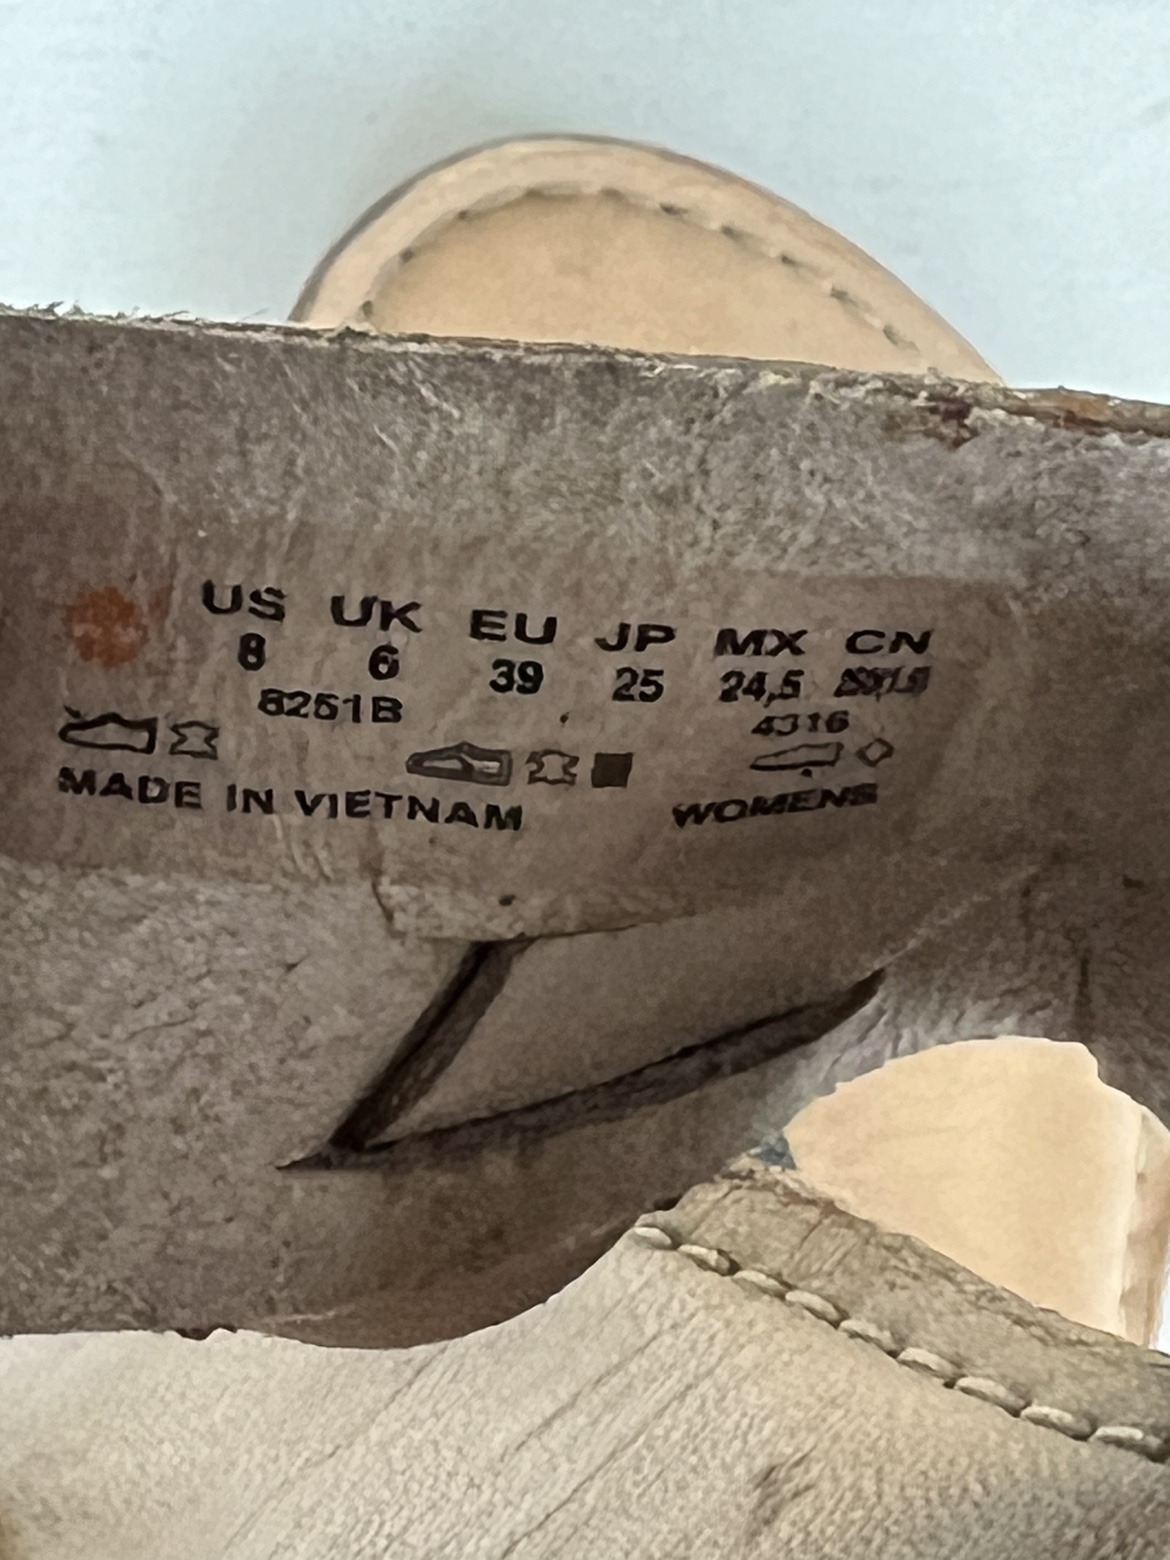 US UK EU JP MX CN
8 6 39 25 24,5
8251B
4316
MADE IN VIETNAM
WOMENS